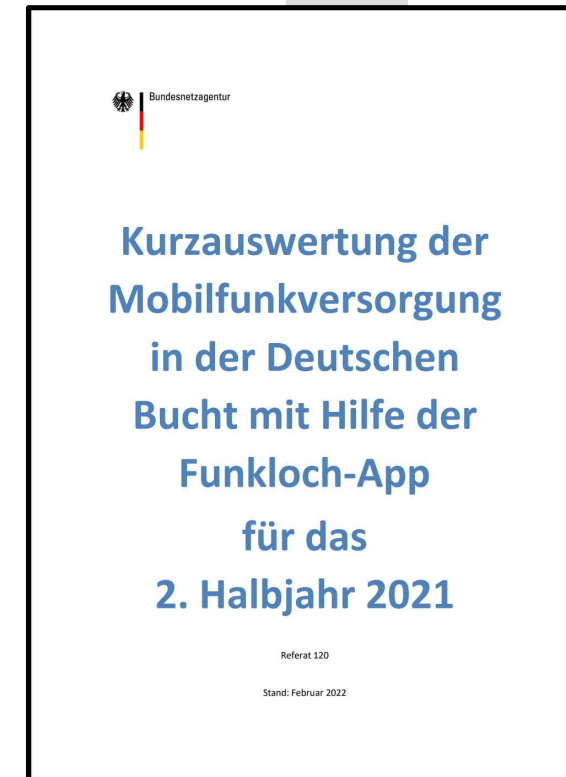 Bundesnetzagentur
Kurzauswertung der
Mobilfunkversorgung
in der Deutschen
Bucht mit Hilfe der
Funkloch-App
für das
2. Halbjahr 2021
Referat 120
Stand: Februar 2022